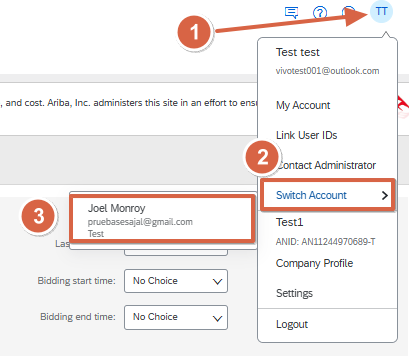 1
TT
Test test
vivotest001@outlook.com
, and cost. Ariba, Inc. administers this site in an effort to ensu
My Account
Link User IDs
2
Contact Administrator
Switch Account
3
Joel Monroy
pruebasesajal@gmail.com
Test
Test1
ANID: AN11244970689-T
Las
Company Profile
Bidding start time:
No Choice
Settings
Bidding end time:
No Choice
Logout